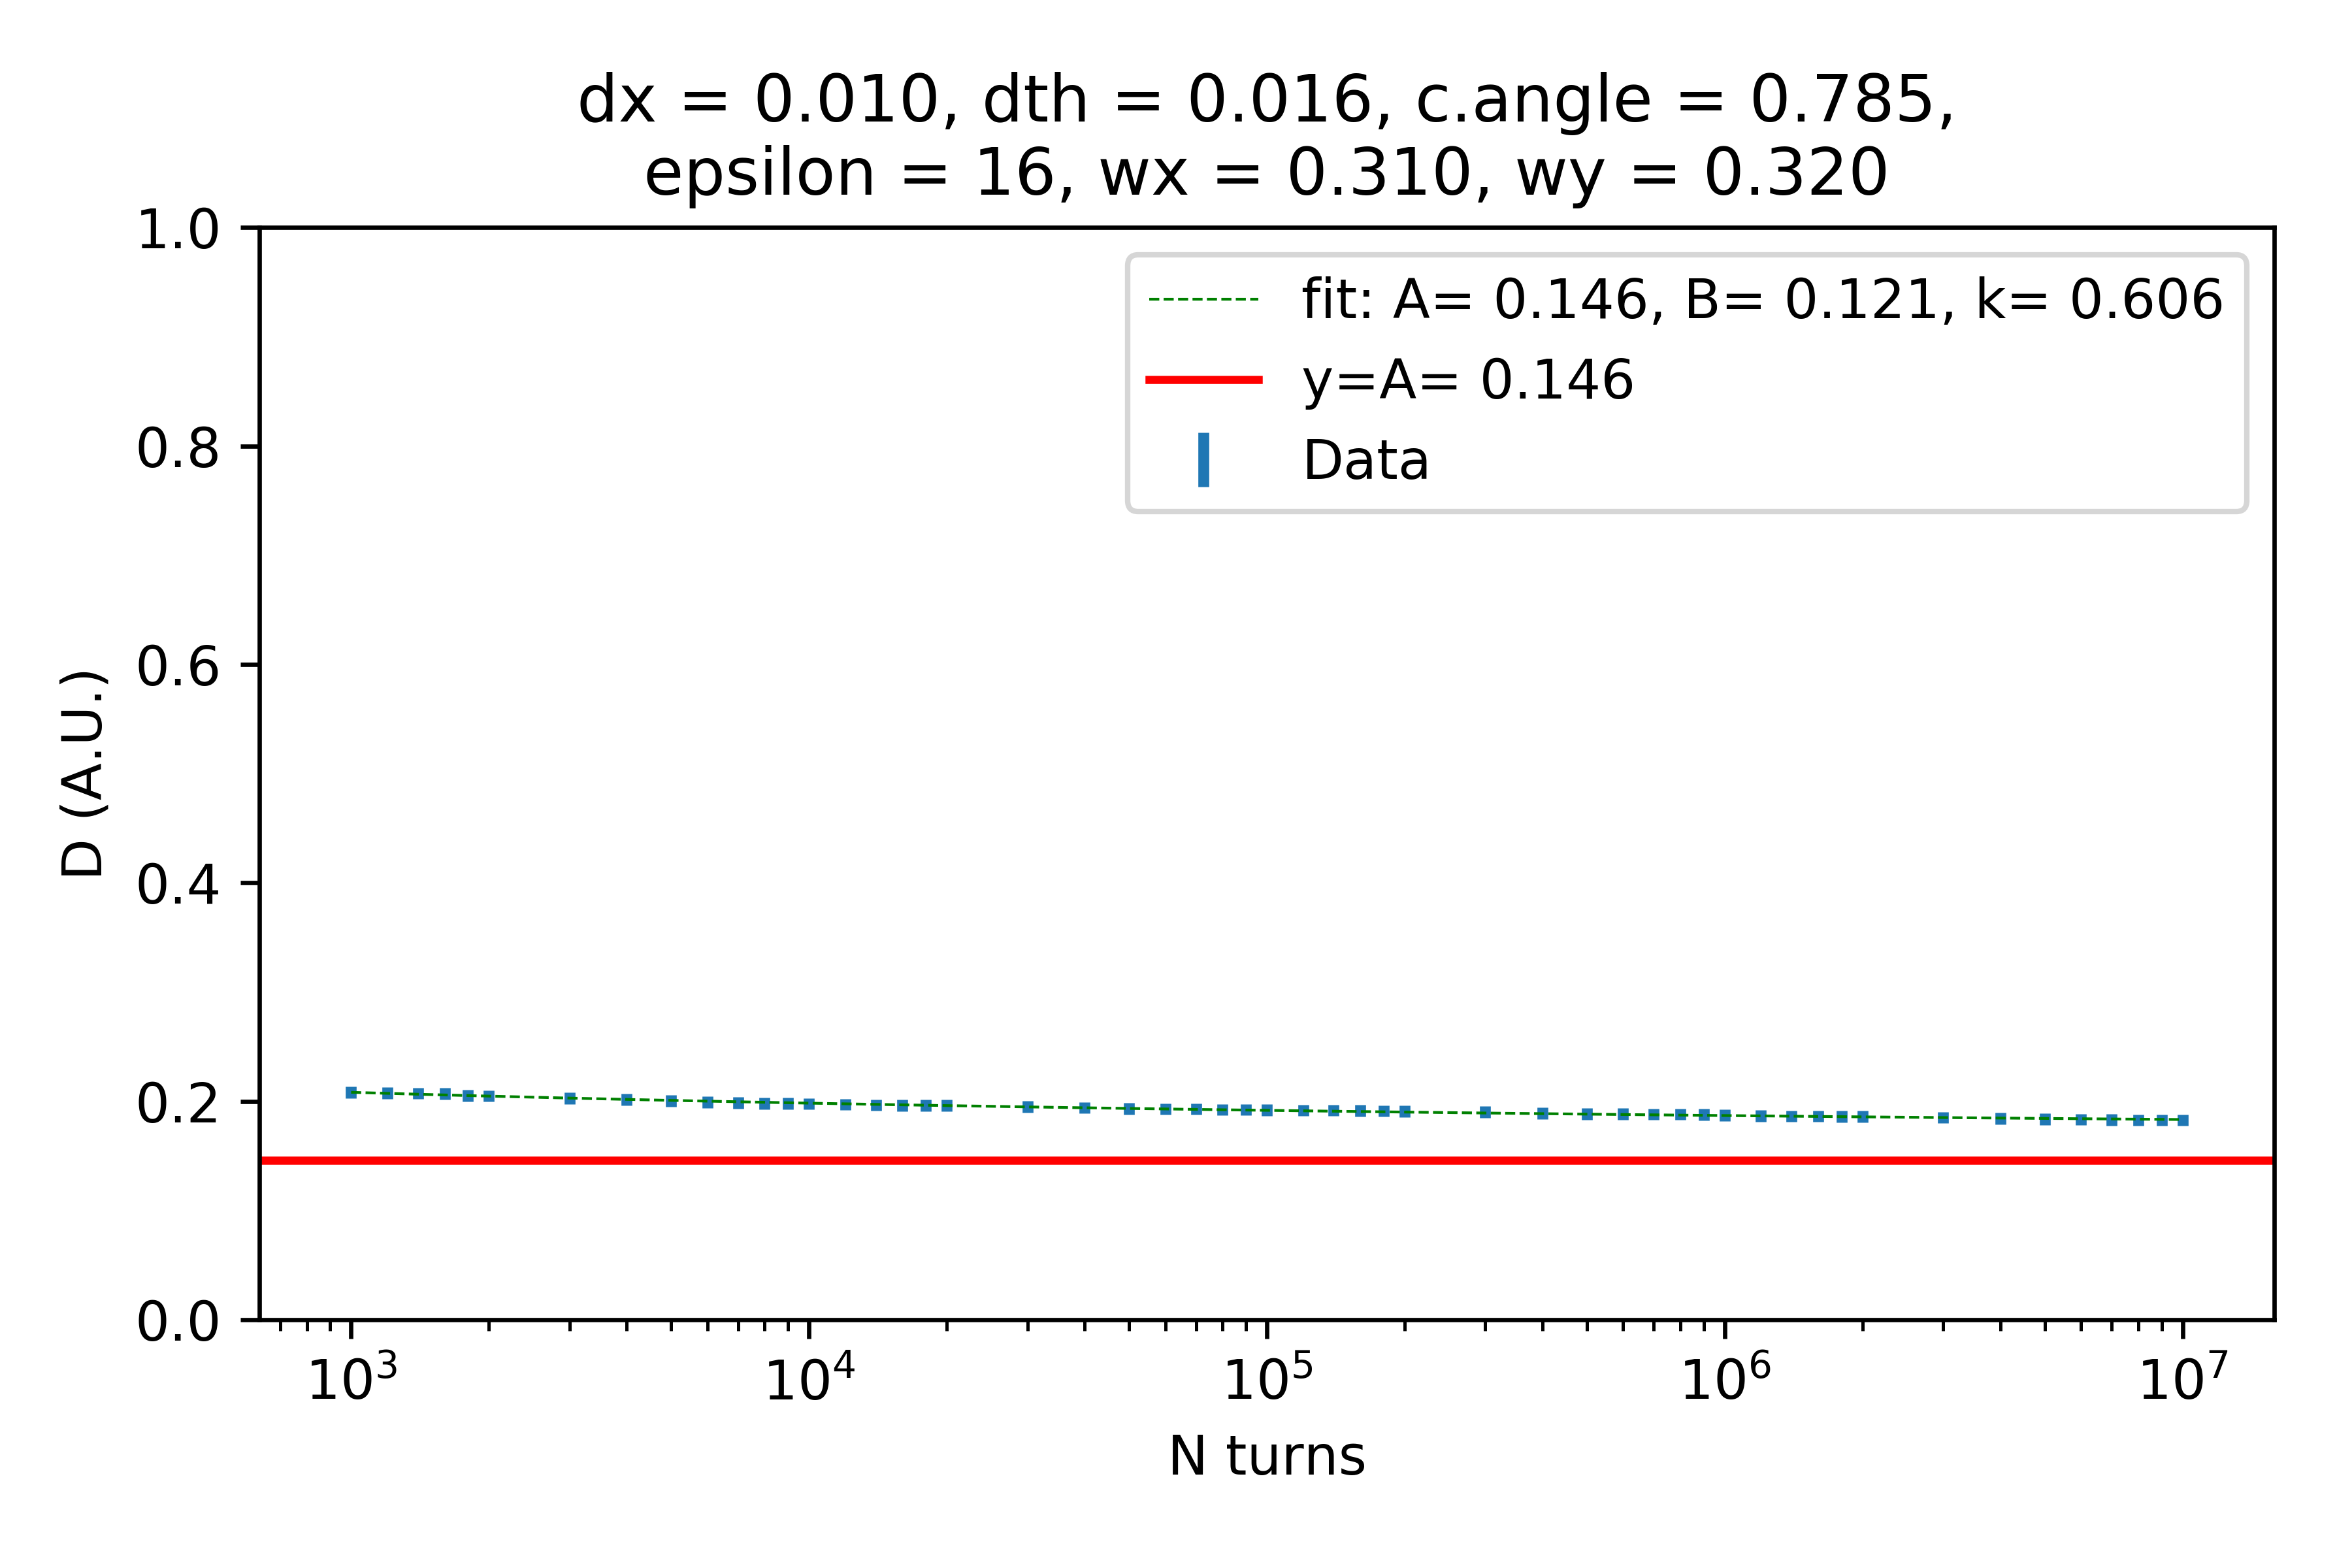 dx = 0.010, dth = 0.016, c.angle = 0.785,
epsilon = 16, wx = 0.310, wy = 0.320
fit: A= 0.146, B= 0.121, k= 0.606
y=A= 0.146
Data
D (A.U.)
1.0
0.8
0.6
0.4
0.2
0.0
10³ 10⁴ 10⁵ 10⁶ 10⁷
N turns